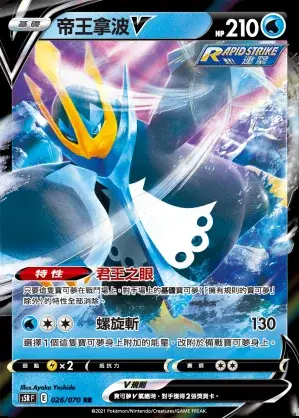 基礎 帝王拿波V HP210
RAPID STRIKE
連擊
特性 君王之眼
只要這隻寶可夢在戰鬥場上,對手場上的基礎寶可夢(「擁有規則的寶可夢」
除外)的特性全部消除。
螺旋斬 130
選擇1個這隻寶可夢身上附加的能量,改附於備戰寶可夢身上。
弱點 ×2 抵抗力 撤退
V規則
Illus.Ayaka Yoshida
寶可夢V氣絕時,對手獲得2張獎賞卡。
S5R F E 026/070 RR
©2021 Pokémon/Nintendo/Creatures/GAME FREAK.